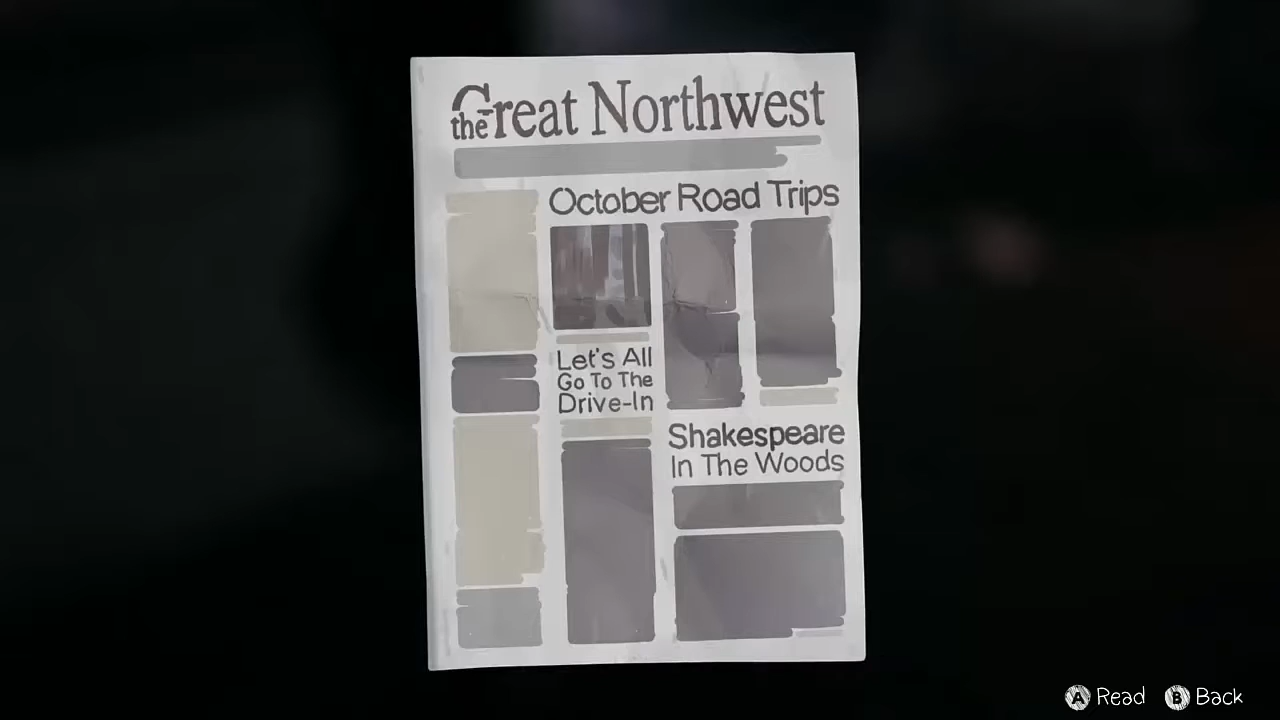 the Great Northwest
October Road Trips
Let's All
Go To The
Drive-In
Shakespeare
In The Woods
A Read B Back